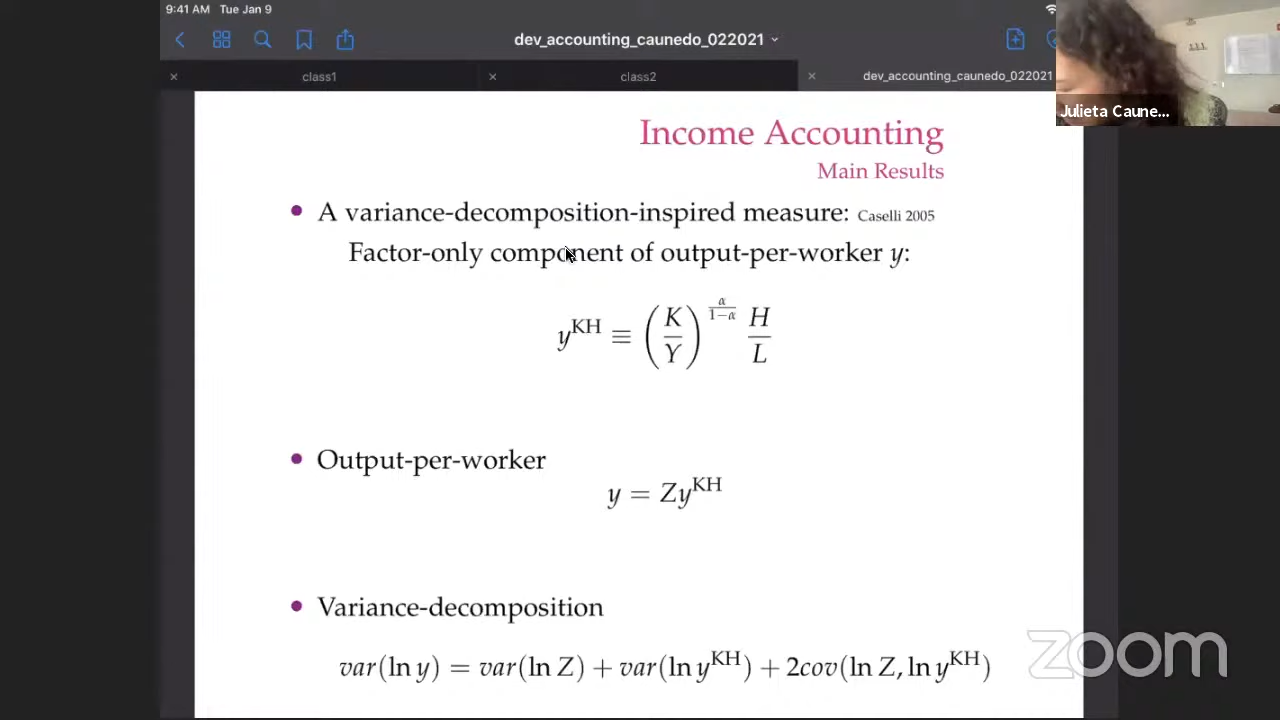 9:41 AM Tue Jan 9
dev_accounting_caunedo_022021
class1
class2
dev_accounting_caunedo_022021
Julieta Caune...
Income Accounting
Main Results
• A variance-decomposition-inspired measure: Caselli 2005
Factor-only component of output-per-worker y:
y^KH ≡ (K/Y)^(α/(1−α)) H/L
• Output-per-worker
y = Zy^KH
• Variance-decomposition
var(ln y) = var(ln Z) + var(ln y^KH) + 2cov(ln Z, ln y^KH)
zoom